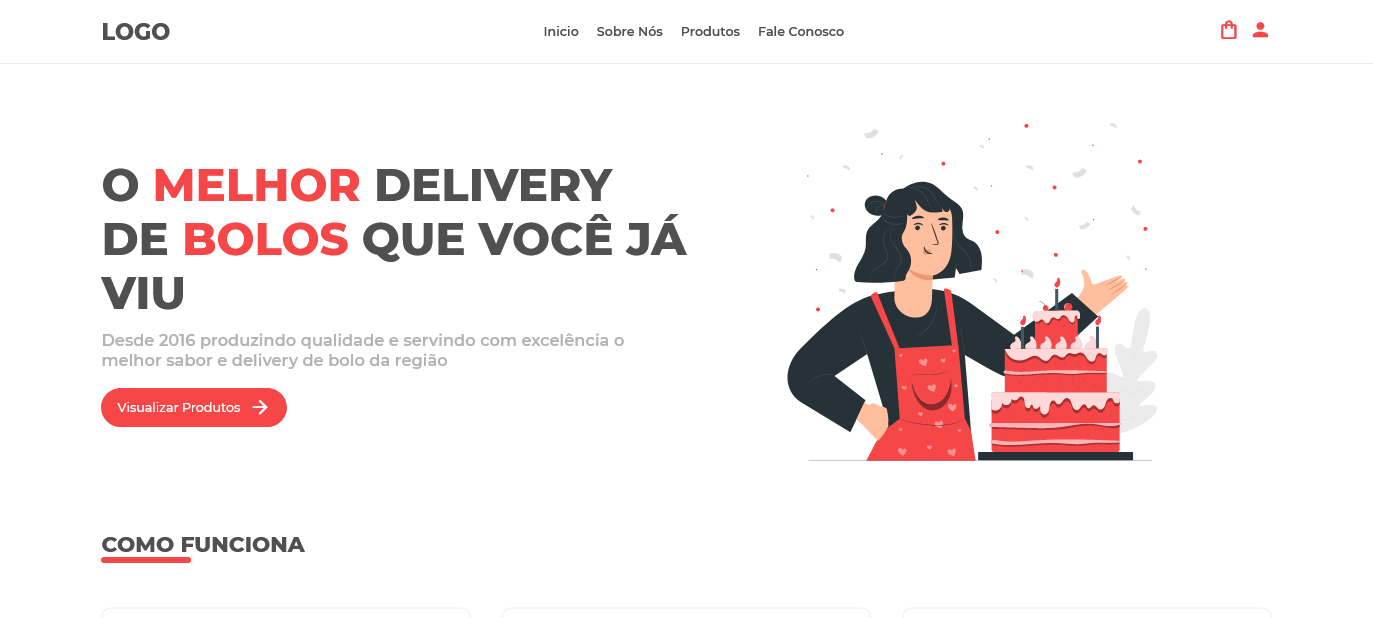 LOGO
Inicio Sobre Nós Produtos Fale Conosco
O MELHOR DELIVERY
DE BOLOS QUE VOCÊ JÁ
VIU
Desde 2016 produzindo qualidade e servindo com excelência o
melhor sabor e delivery de bolo da região
Visualizar Produtos
COMO FUNCIONA